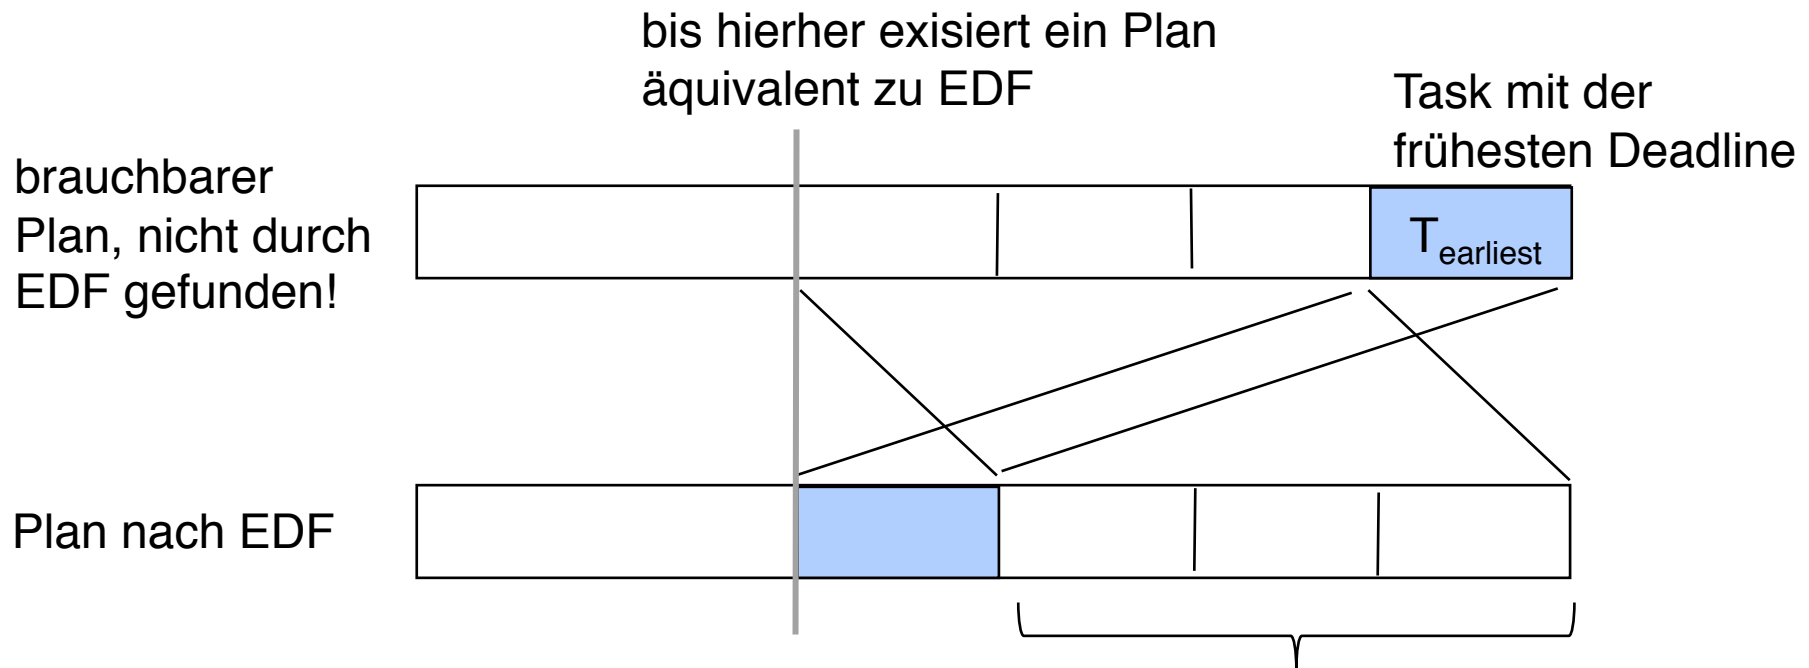 bis hierher exisiert ein Plan
äquivalent zu EDF
Task mit der
frühesten Deadline
brauchbarer
Plan, nicht durch
EDF gefunden!
T earliest
Plan nach EDF